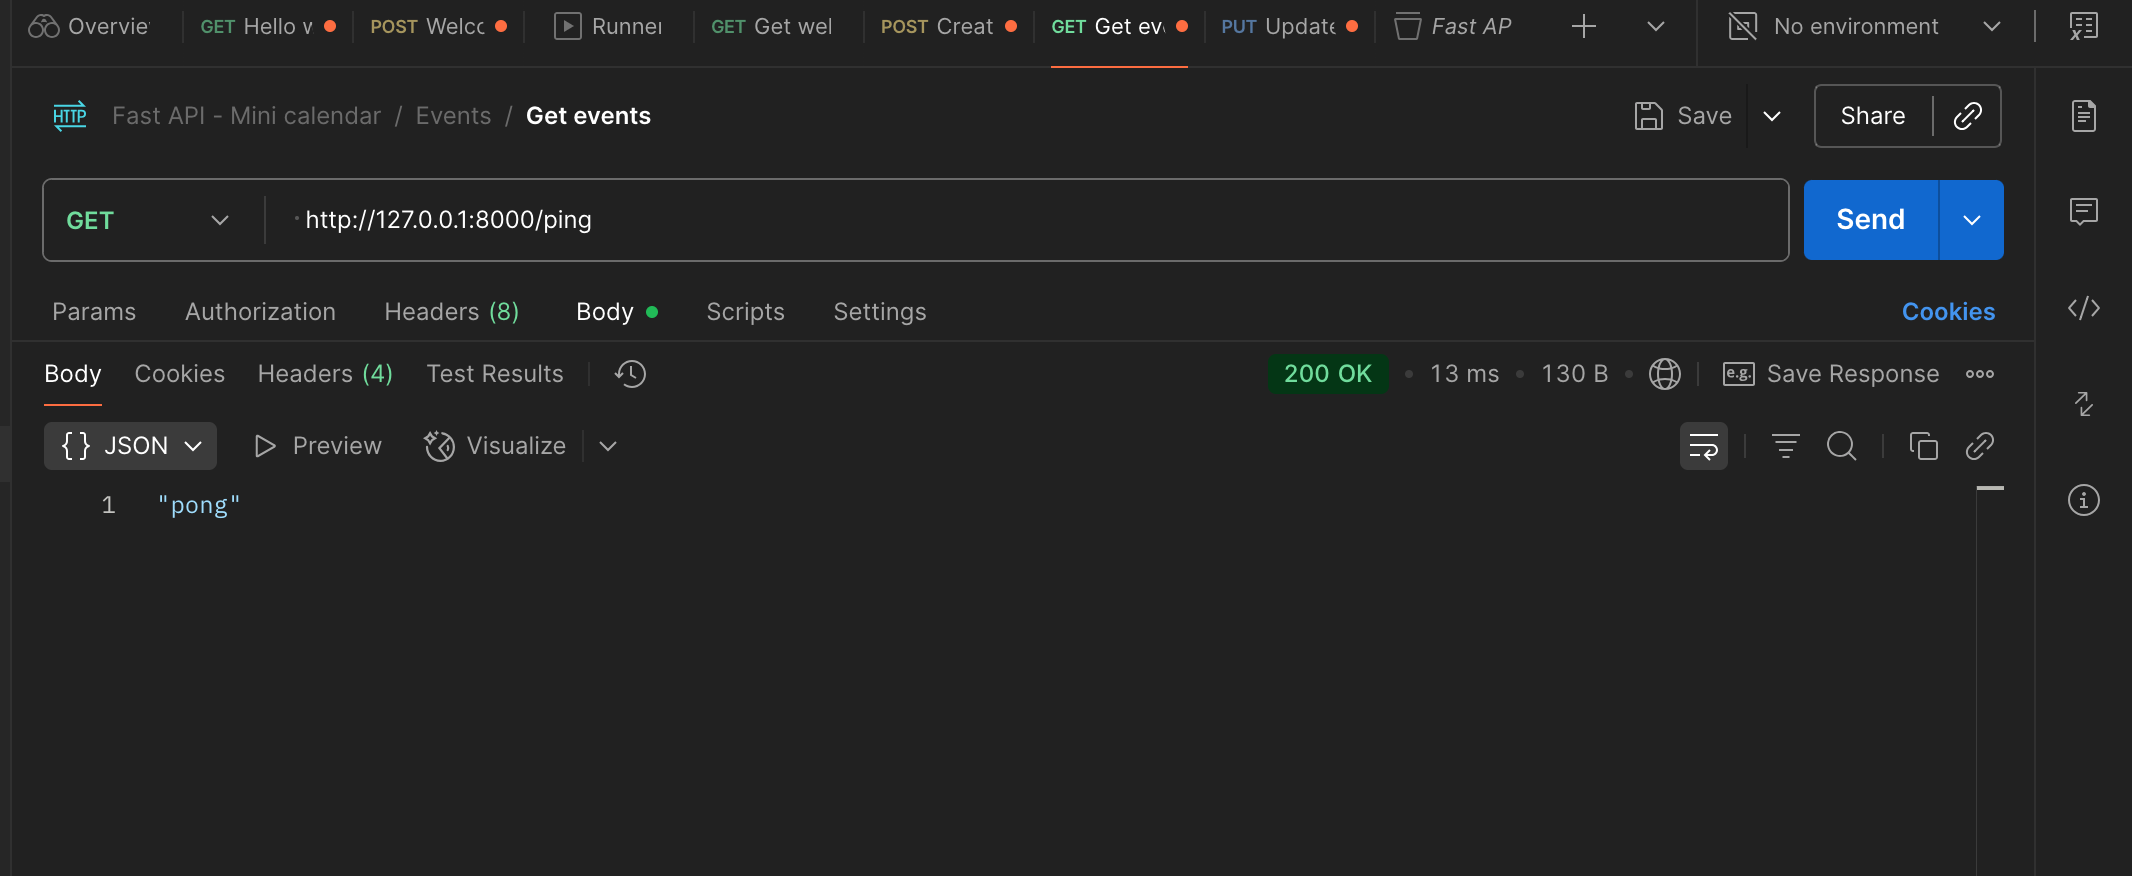 Overvie GET Hello w POST Welcc Runner GET Get wel POST Creat GET Get ev PUT Update Fast AP No environment
HTTP Fast API - Mini calendar / Events / Get events Save Share
GET http://127.0.0.1:8000/ping Send
Params Authorization Headers (8) Body Scripts Settings Cookies
Body Cookies Headers (4) Test Results 200 OK • 13 ms • 130 B • e.g. Save Response
{} JSON Preview Visualize
1 "pong"